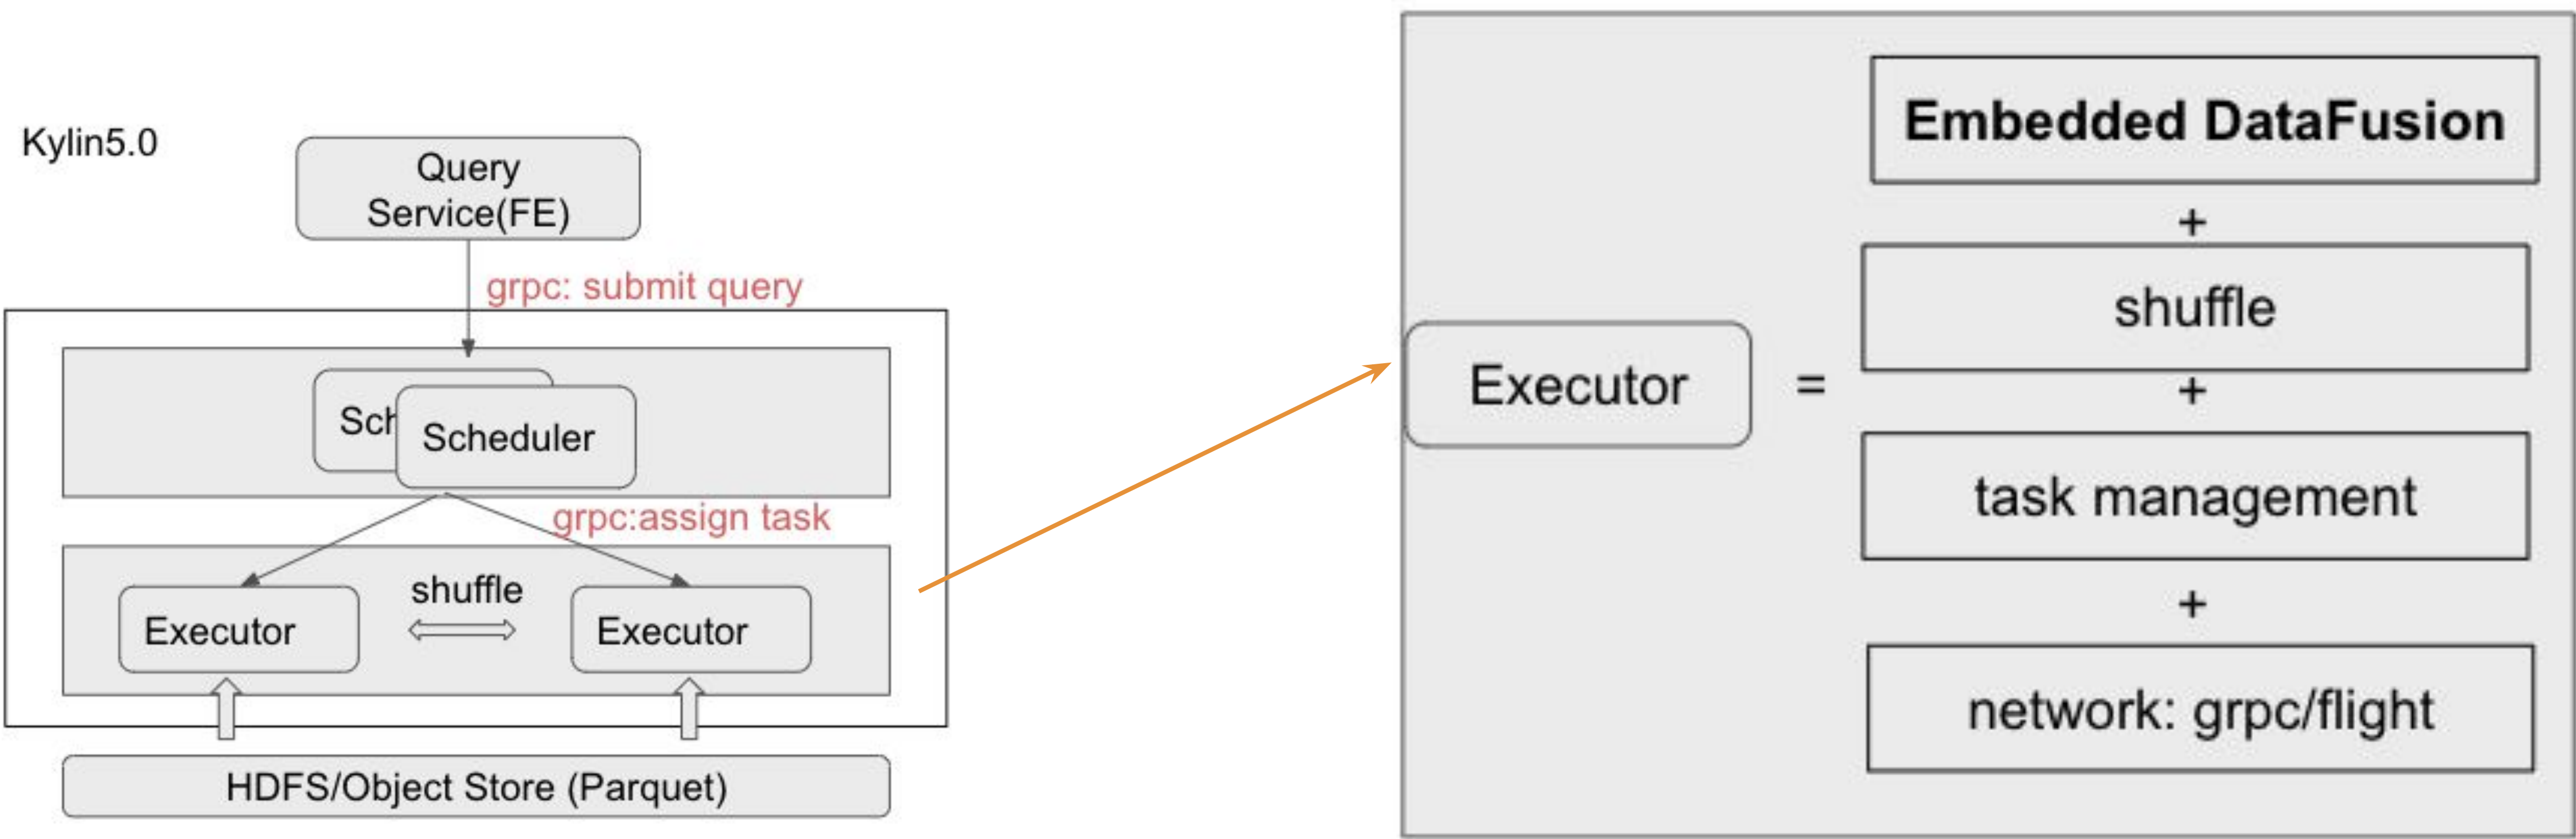 Kylin5.0
Query
Service(FE)
grpc: submit query
Sch
Scheduler
grpc:assign task
shuffle
Executor
Executor
HDFS/Object Store (Parquet)
Executor
=
Embedded DataFusion
+
shuffle
+
task management
+
network: grpc/flight